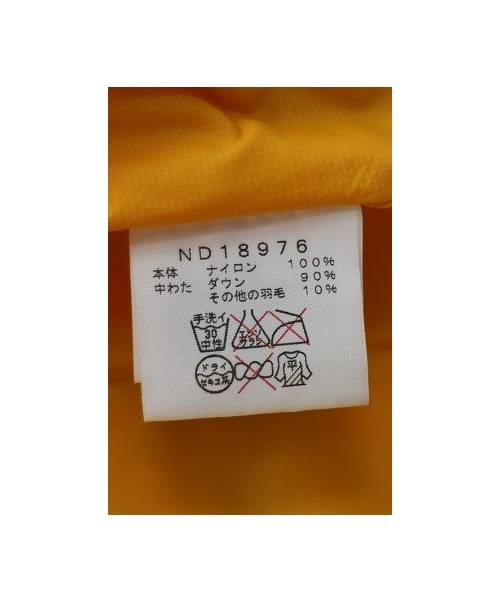 ND18976
本体 ナイロン 100%
中わた ダウン 90%
その他の羽毛 10%
手洗イ
30
中性
エンソ
サラシ
ドライ
セキユ系
平